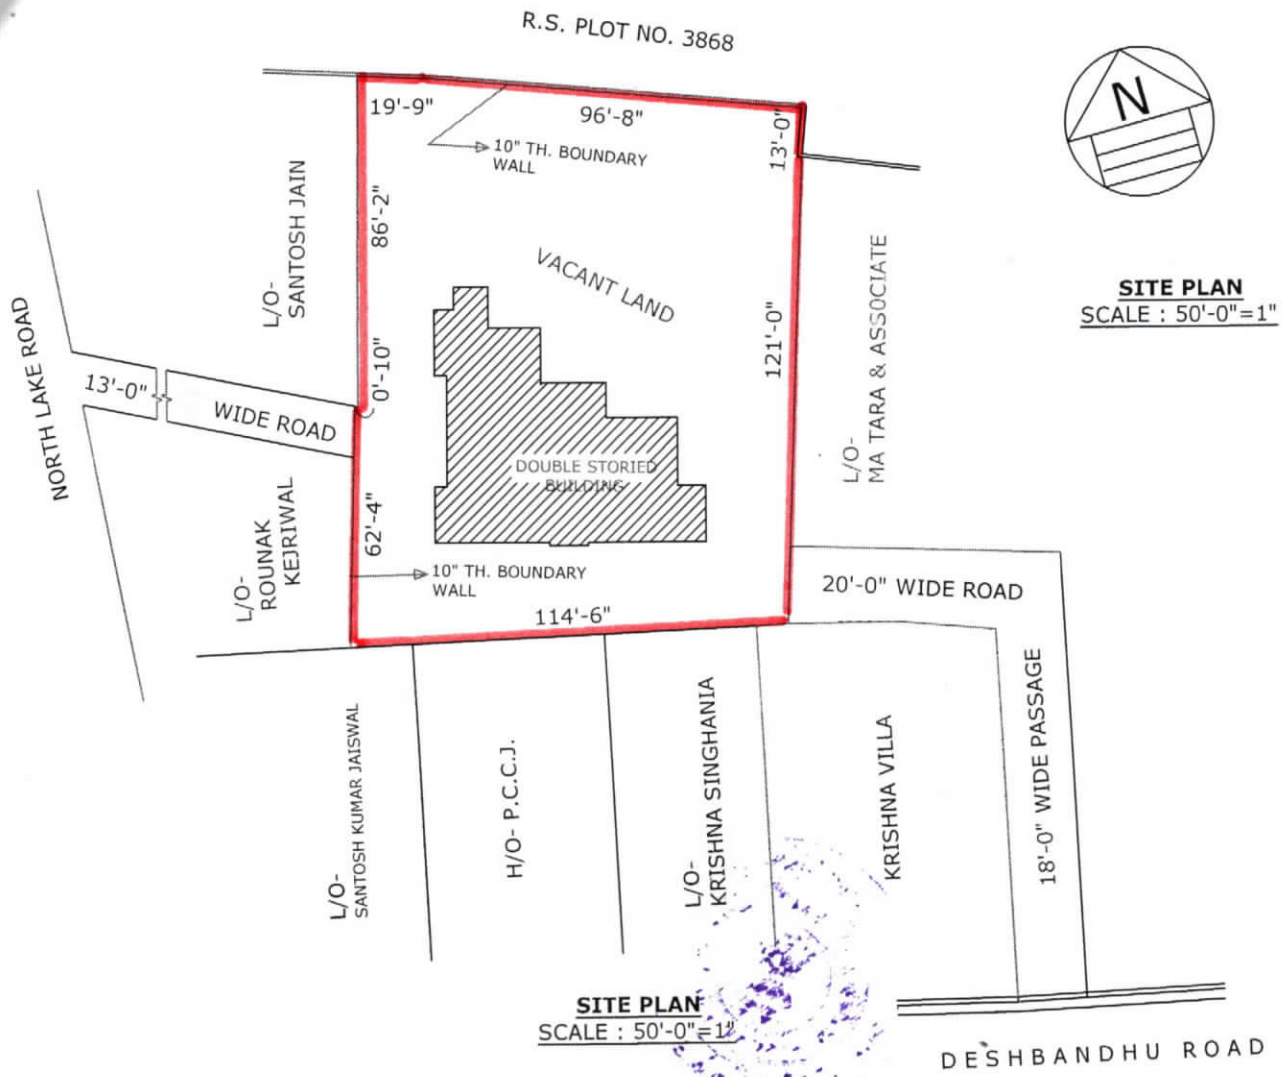 R.S. PLOT NO. 3868
N
19'-9"
96'-8"
13'-0"
10" TH. BOUNDARY
WALL
L/O-
SANTOSH JAIN
86'-2"
VACANT LAND
L/O-
MA TARA & ASSOCIATE
SITE PLAN
SCALE : 50'-0"=1"
121'-0"
0'-10"
NORTH LAKE ROAD
13'-0"
WIDE ROAD
DOUBLE STORIED
BUILDING
62'-4"
L/O-
ROUNAK
KEJRIWAL
10" TH. BOUNDARY
WALL
114'-6"
20'-0" WIDE ROAD
18'-0" WIDE PASSAGE
L/O-
SANTOSH KUMAR JAISWAL
H/O- P.C.C.J.
L/O-
KRISHNA SINGHANIA
KRISHNA VILLA
SITE PLAN
SCALE : 50'-0"=1"
DESHBANDHU ROAD